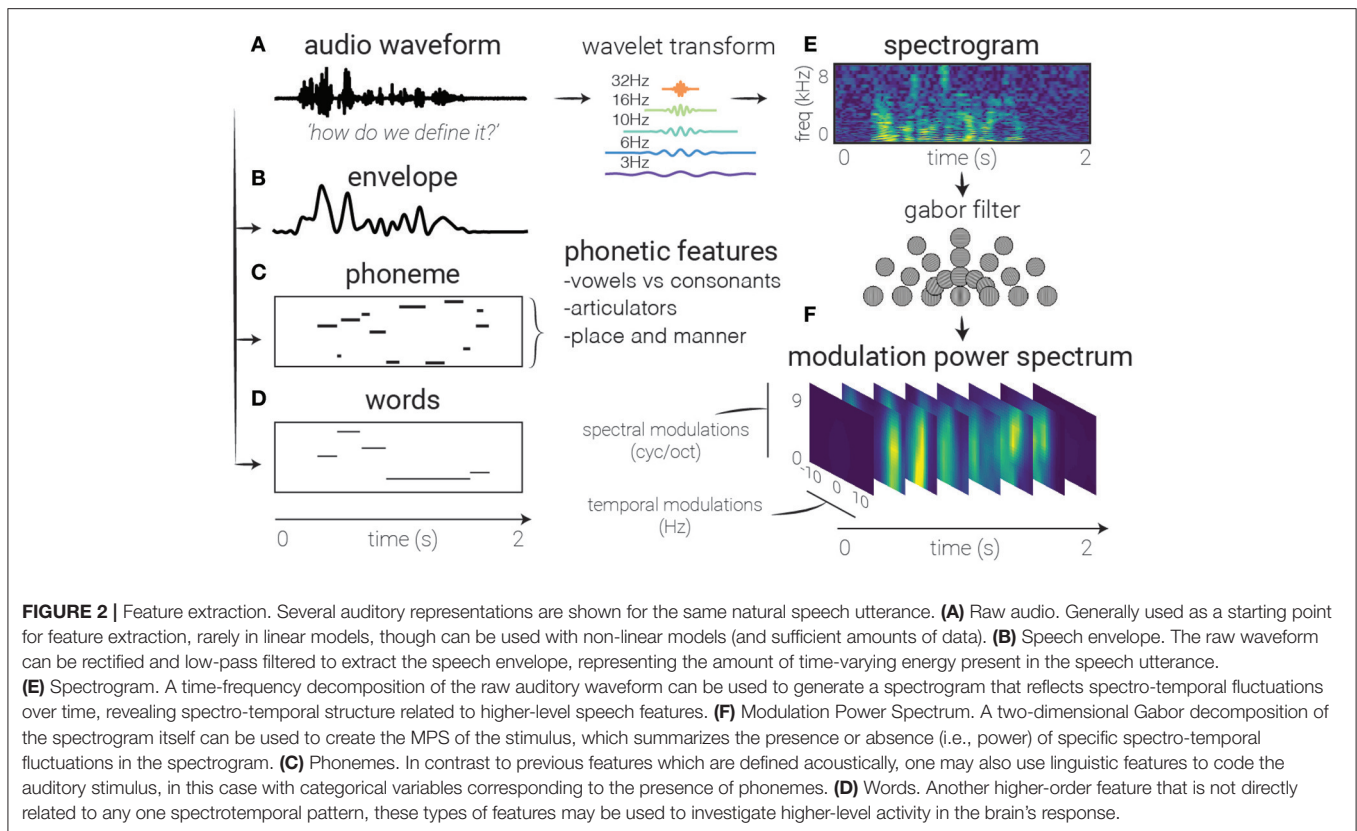 A
audio waveform
'how do we define it?'
wavelet transform
32Hz
16Hz
10Hz
6Hz
3Hz
E
spectrogram
freq (kHz)
8
0
0 time (s) 2
gabor filter
B
envelope
C
phoneme
phonetic features
-vowels vs consonants
-articulators
-place and manner
D
words
0 time (s) 2
F
modulation power spectrum
spectral modulations
(cyc/oct)
9
0
-10 0 10
temporal modulations
(Hz)
0 time (s) 2
FIGURE 2 | Feature extraction. Several auditory representations are shown for the same natural speech utterance. (A) Raw audio. Generally used as a starting point
for feature extraction, rarely in linear models, though can be used with non-linear models (and sufficient amounts of data). (B) Speech envelope. The raw waveform
can be rectified and low-pass filtered to extract the speech envelope, representing the amount of time-varying energy present in the speech utterance.
(E) Spectrogram. A time-frequency decomposition of the raw auditory waveform can be used to generate a spectrogram that reflects spectro-temporal fluctuations
over time, revealing spectro-temporal structure related to higher-level speech features. (F) Modulation Power Spectrum. A two-dimensional Gabor decomposition of
the spectrogram itself can be used to create the MPS of the stimulus, which summarizes the presence or absence (i.e., power) of specific spectro-temporal
fluctuations in the spectrogram. (C) Phonemes. In contrast to previous features which are defined acoustically, one may also use linguistic features to code the
auditory stimulus, in this case with categorical variables corresponding to the presence of phonemes. (D) Words. Another higher-order feature that is not directly
related to any one spectrotemporal pattern, these types of features may be used to investigate higher-level activity in the brain's response.